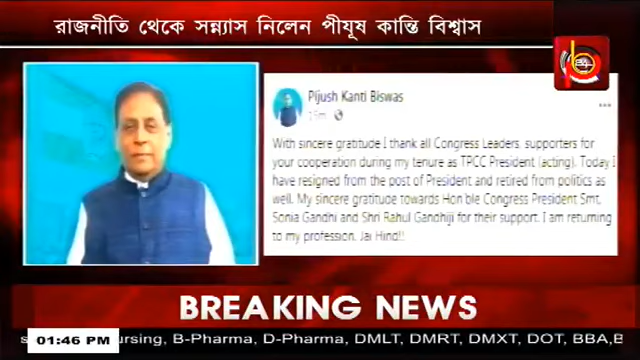 রাজনীতি থেকে সন্ন্যাস নিলেন পীযূষ কান্তি বিশ্বাস
24
Pijush Kanti Biswas
With sincere gratitude I thank all Congress Leaders, supporters for
your cooperation during my tenure as TPCC President (acting). Today I
have resigned from the post of President and retired from politics as
well. My sincere gratitude towards Hon'ble Congress President Smt.
Sonia Gandhi and Shri Rahul Gandhiji for their support. I am returning
to my profession. Jai Hind!!
BREAKING NEWS
01:46 PM
ursing, B-Pharma, D-Pharma, DMLT, DMRT, DMXT, DOT, BBA,B